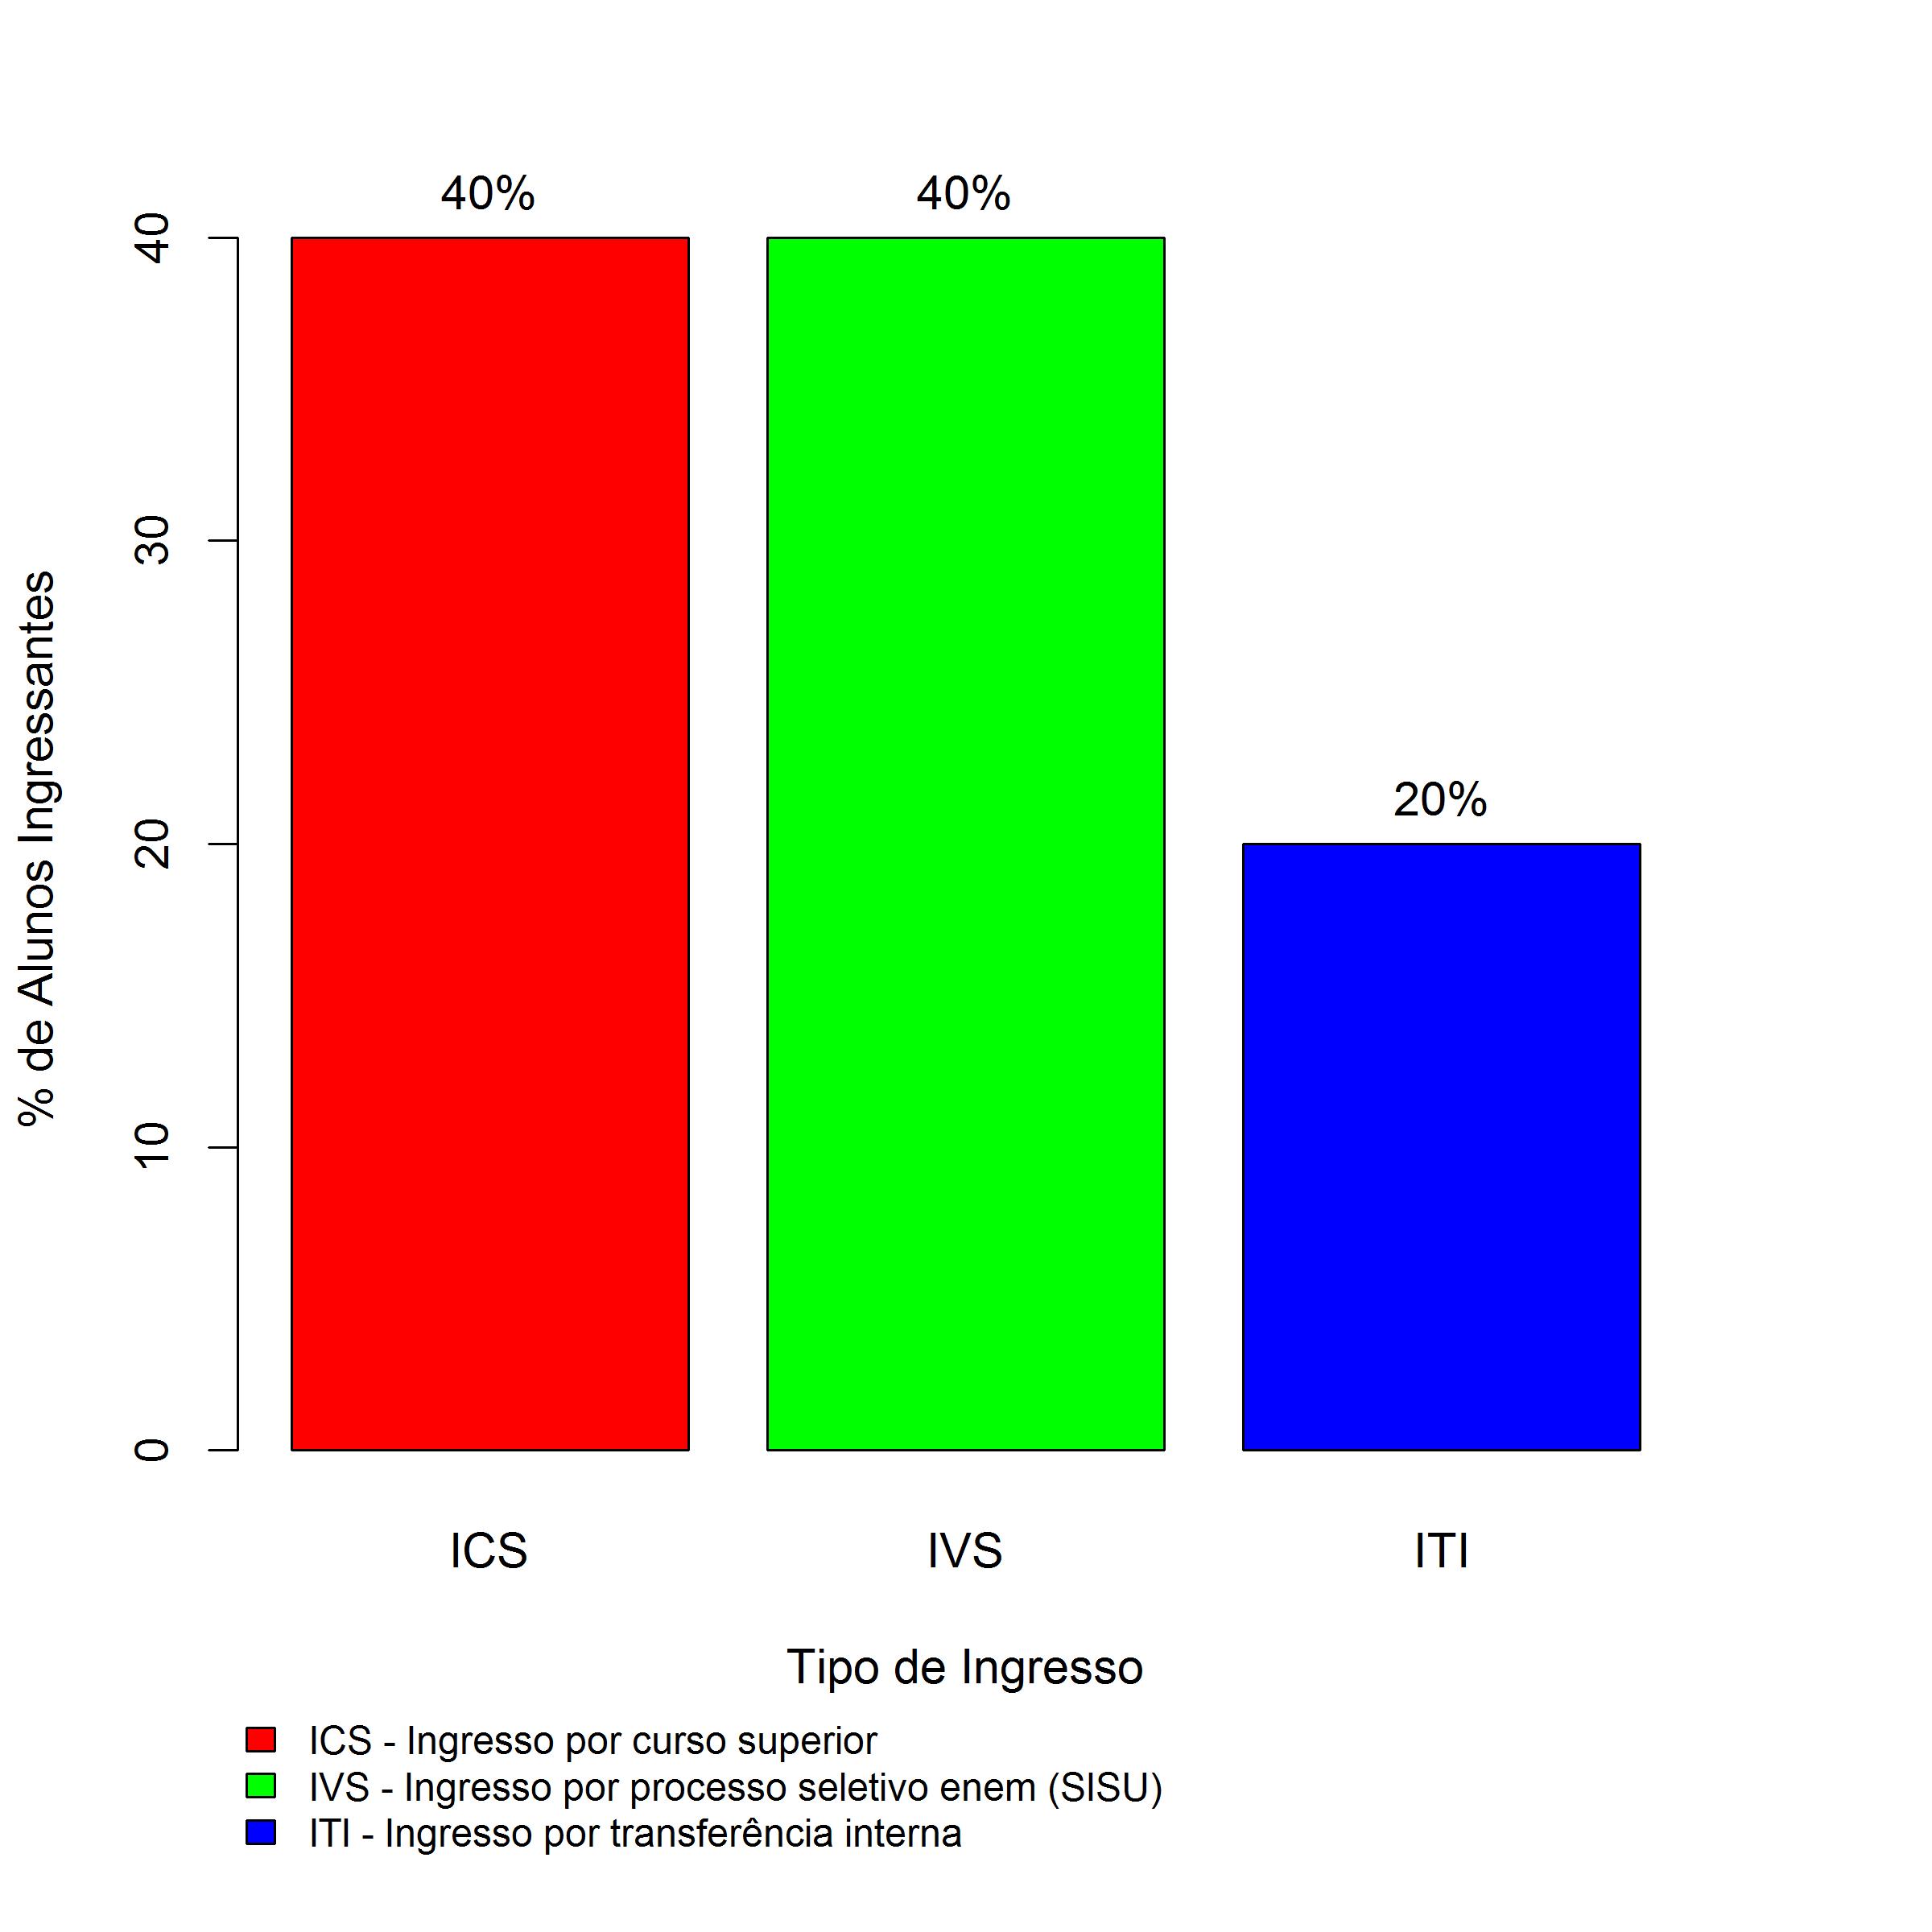 40%
40%
20%
% de Alunos Ingressantes
40
30
20
10
0
ICS
IVS
ITI
Tipo de Ingresso
ICS - Ingresso por curso superior
IVS - Ingresso por processo seletivo enem (SISU)
ITI - Ingresso por transferência interna